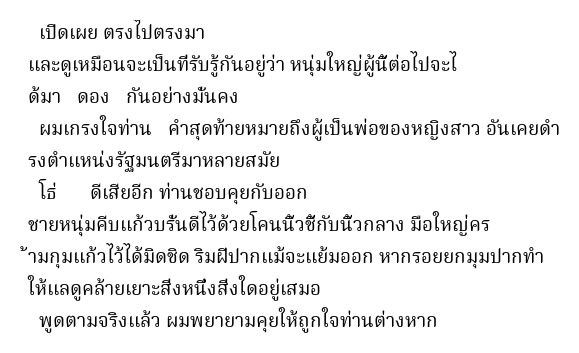 เปิดเผย ตรงไปตรงมา
และดูเหมือนจะเป็นที่รับรู้กันอยู่ว่า หนุ่มใหญ่ผู้นี้ต่อไปจะไ
ด้มา ดอง กันอย่างมั่นคง
ผมเกรงใจท่าน คำสุดท้ายหมายถึงผู้เป็นพ่อของหญิงสาว อันเคยดำ
รงตำแหน่งรัฐมนตรีมาหลายสมัย
โธ่ ดีเสียอีก ท่านชอบคุยกับออก
ชายหนุ่มคีบแก้วบรั่นดีไว้ด้วยโคนนิ้วชี้กับนิ้วกลาง มือใหญ่คร
้ามกุมแก้วไว้ได้มิดชิด ริมฝีปากแม้จะแย้มออก หากรอยยกมุมปากทำ
ให้แลดูคล้ายเยาะสิ่งหนึ่งสิ่งใดอยู่เสมอ
พูดตามจริงแล้ว ผมพยายามคุยให้ถูกใจท่านต่างหาก